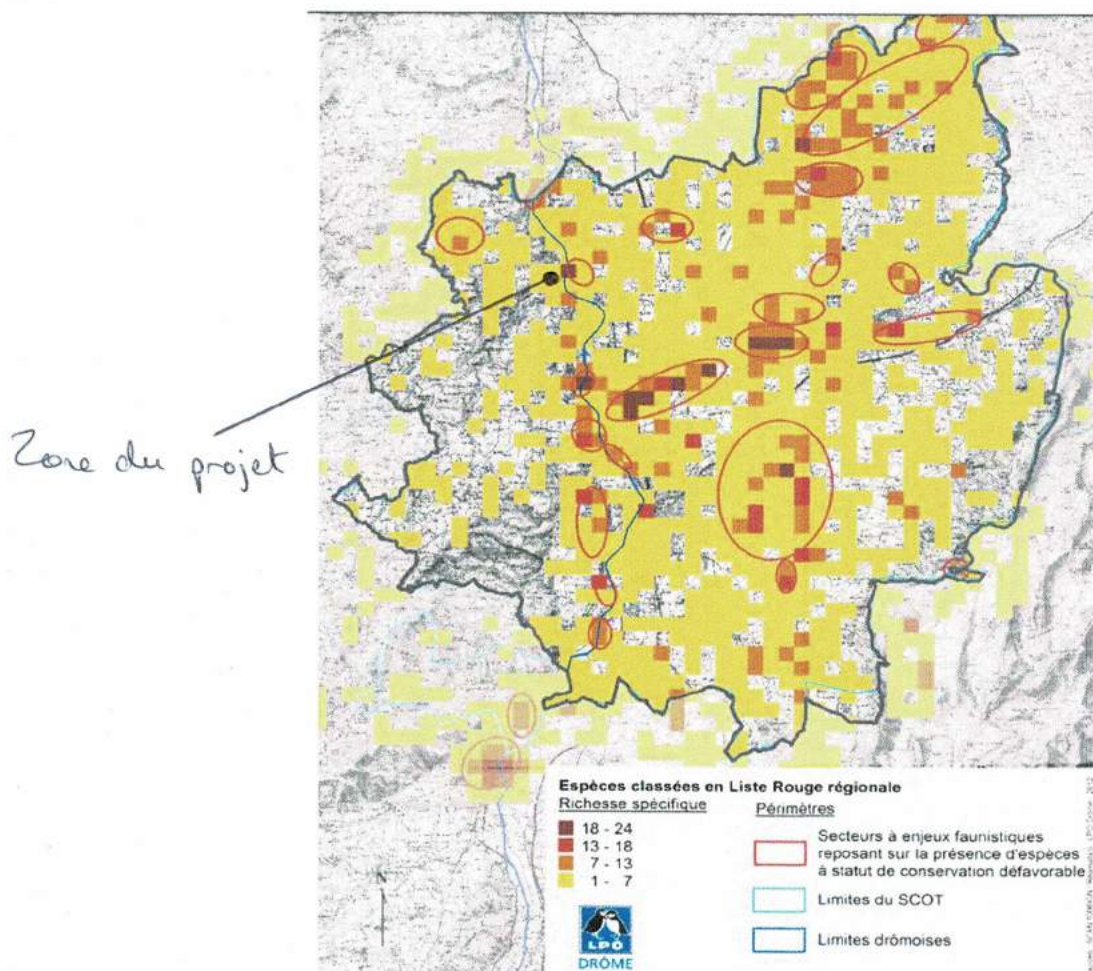 Zone du projet
N
Espèces classées en Liste Rouge régionale
Richesse spécifique
18 - 24
13 - 18
7 - 13
1 - 7
LPO
DRÔME
Périmètres
Secteurs à enjeux faunistiques
reposant sur la présence d'espèces
à statut de conservation défavorable
Limites du SCOT
Limites drômoises